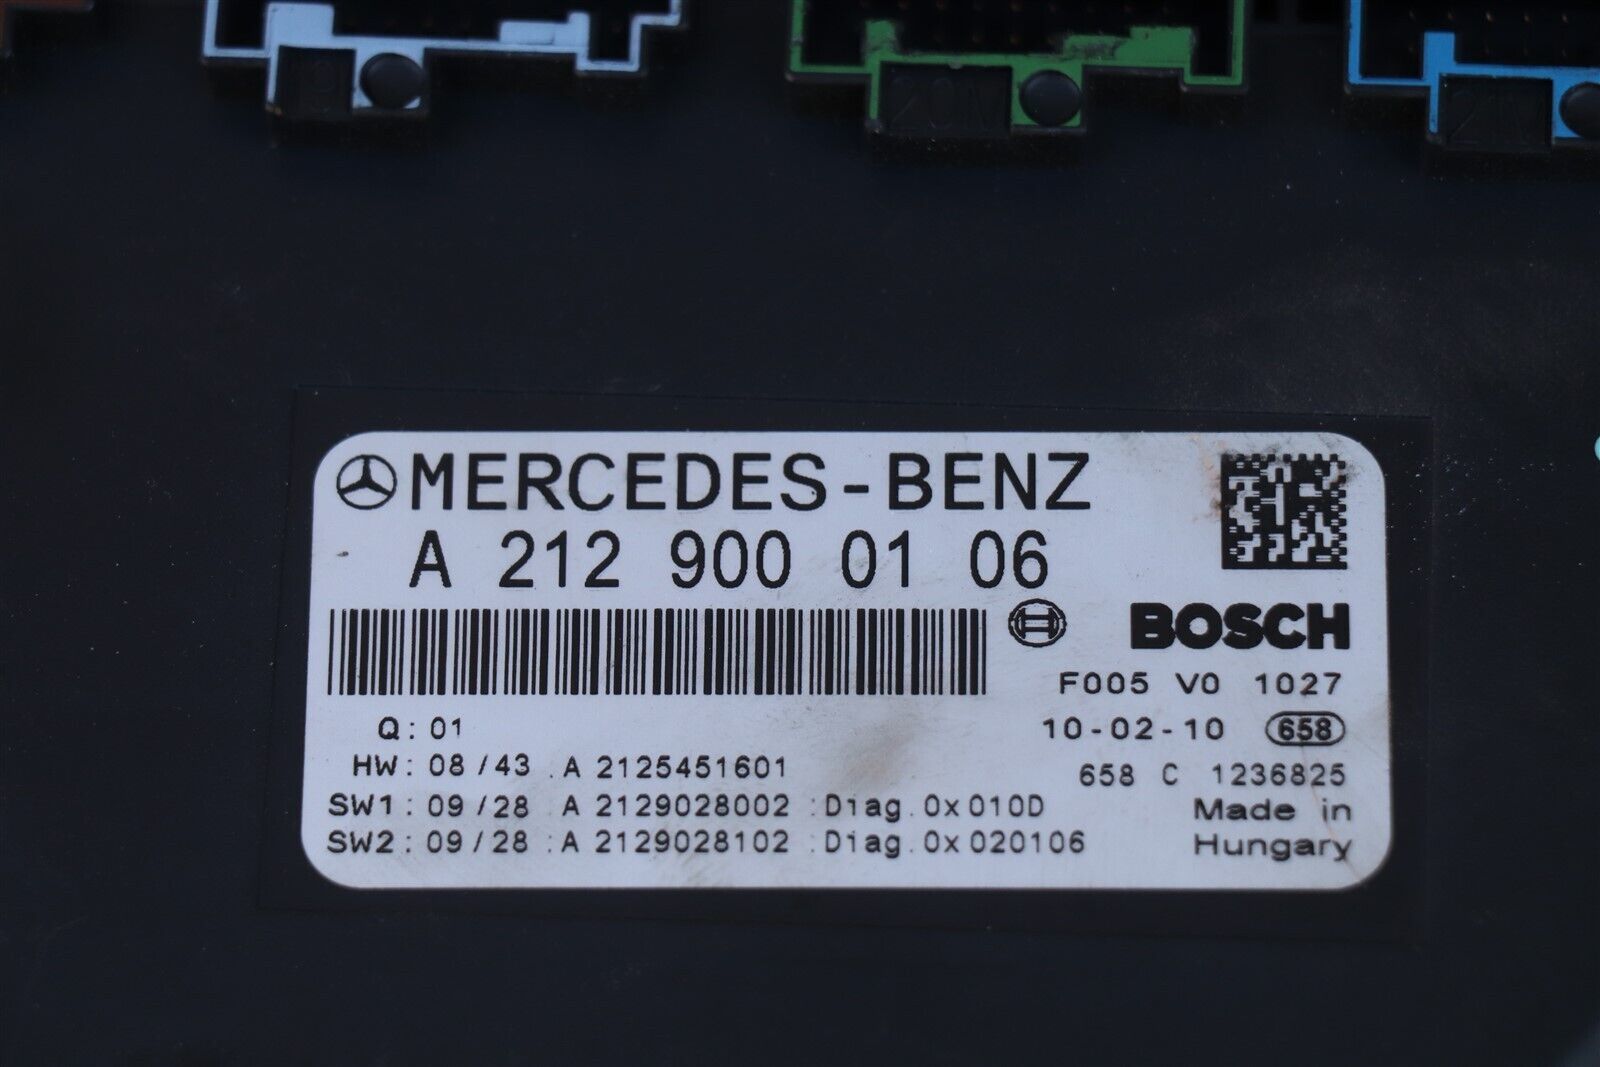 MERCEDES-BENZ
A 212 900 01 06
BOSCH
F005 V0 1027
Q: 01
10-02-10 658
HW: 08/43 .A 2125451601
658 C 1236825
SW1: 09/28 A 2129028002 :Diag.0x010D
Made in
SW2: 09/28 :A 2129028102 :Diag.0x020106
Hungary